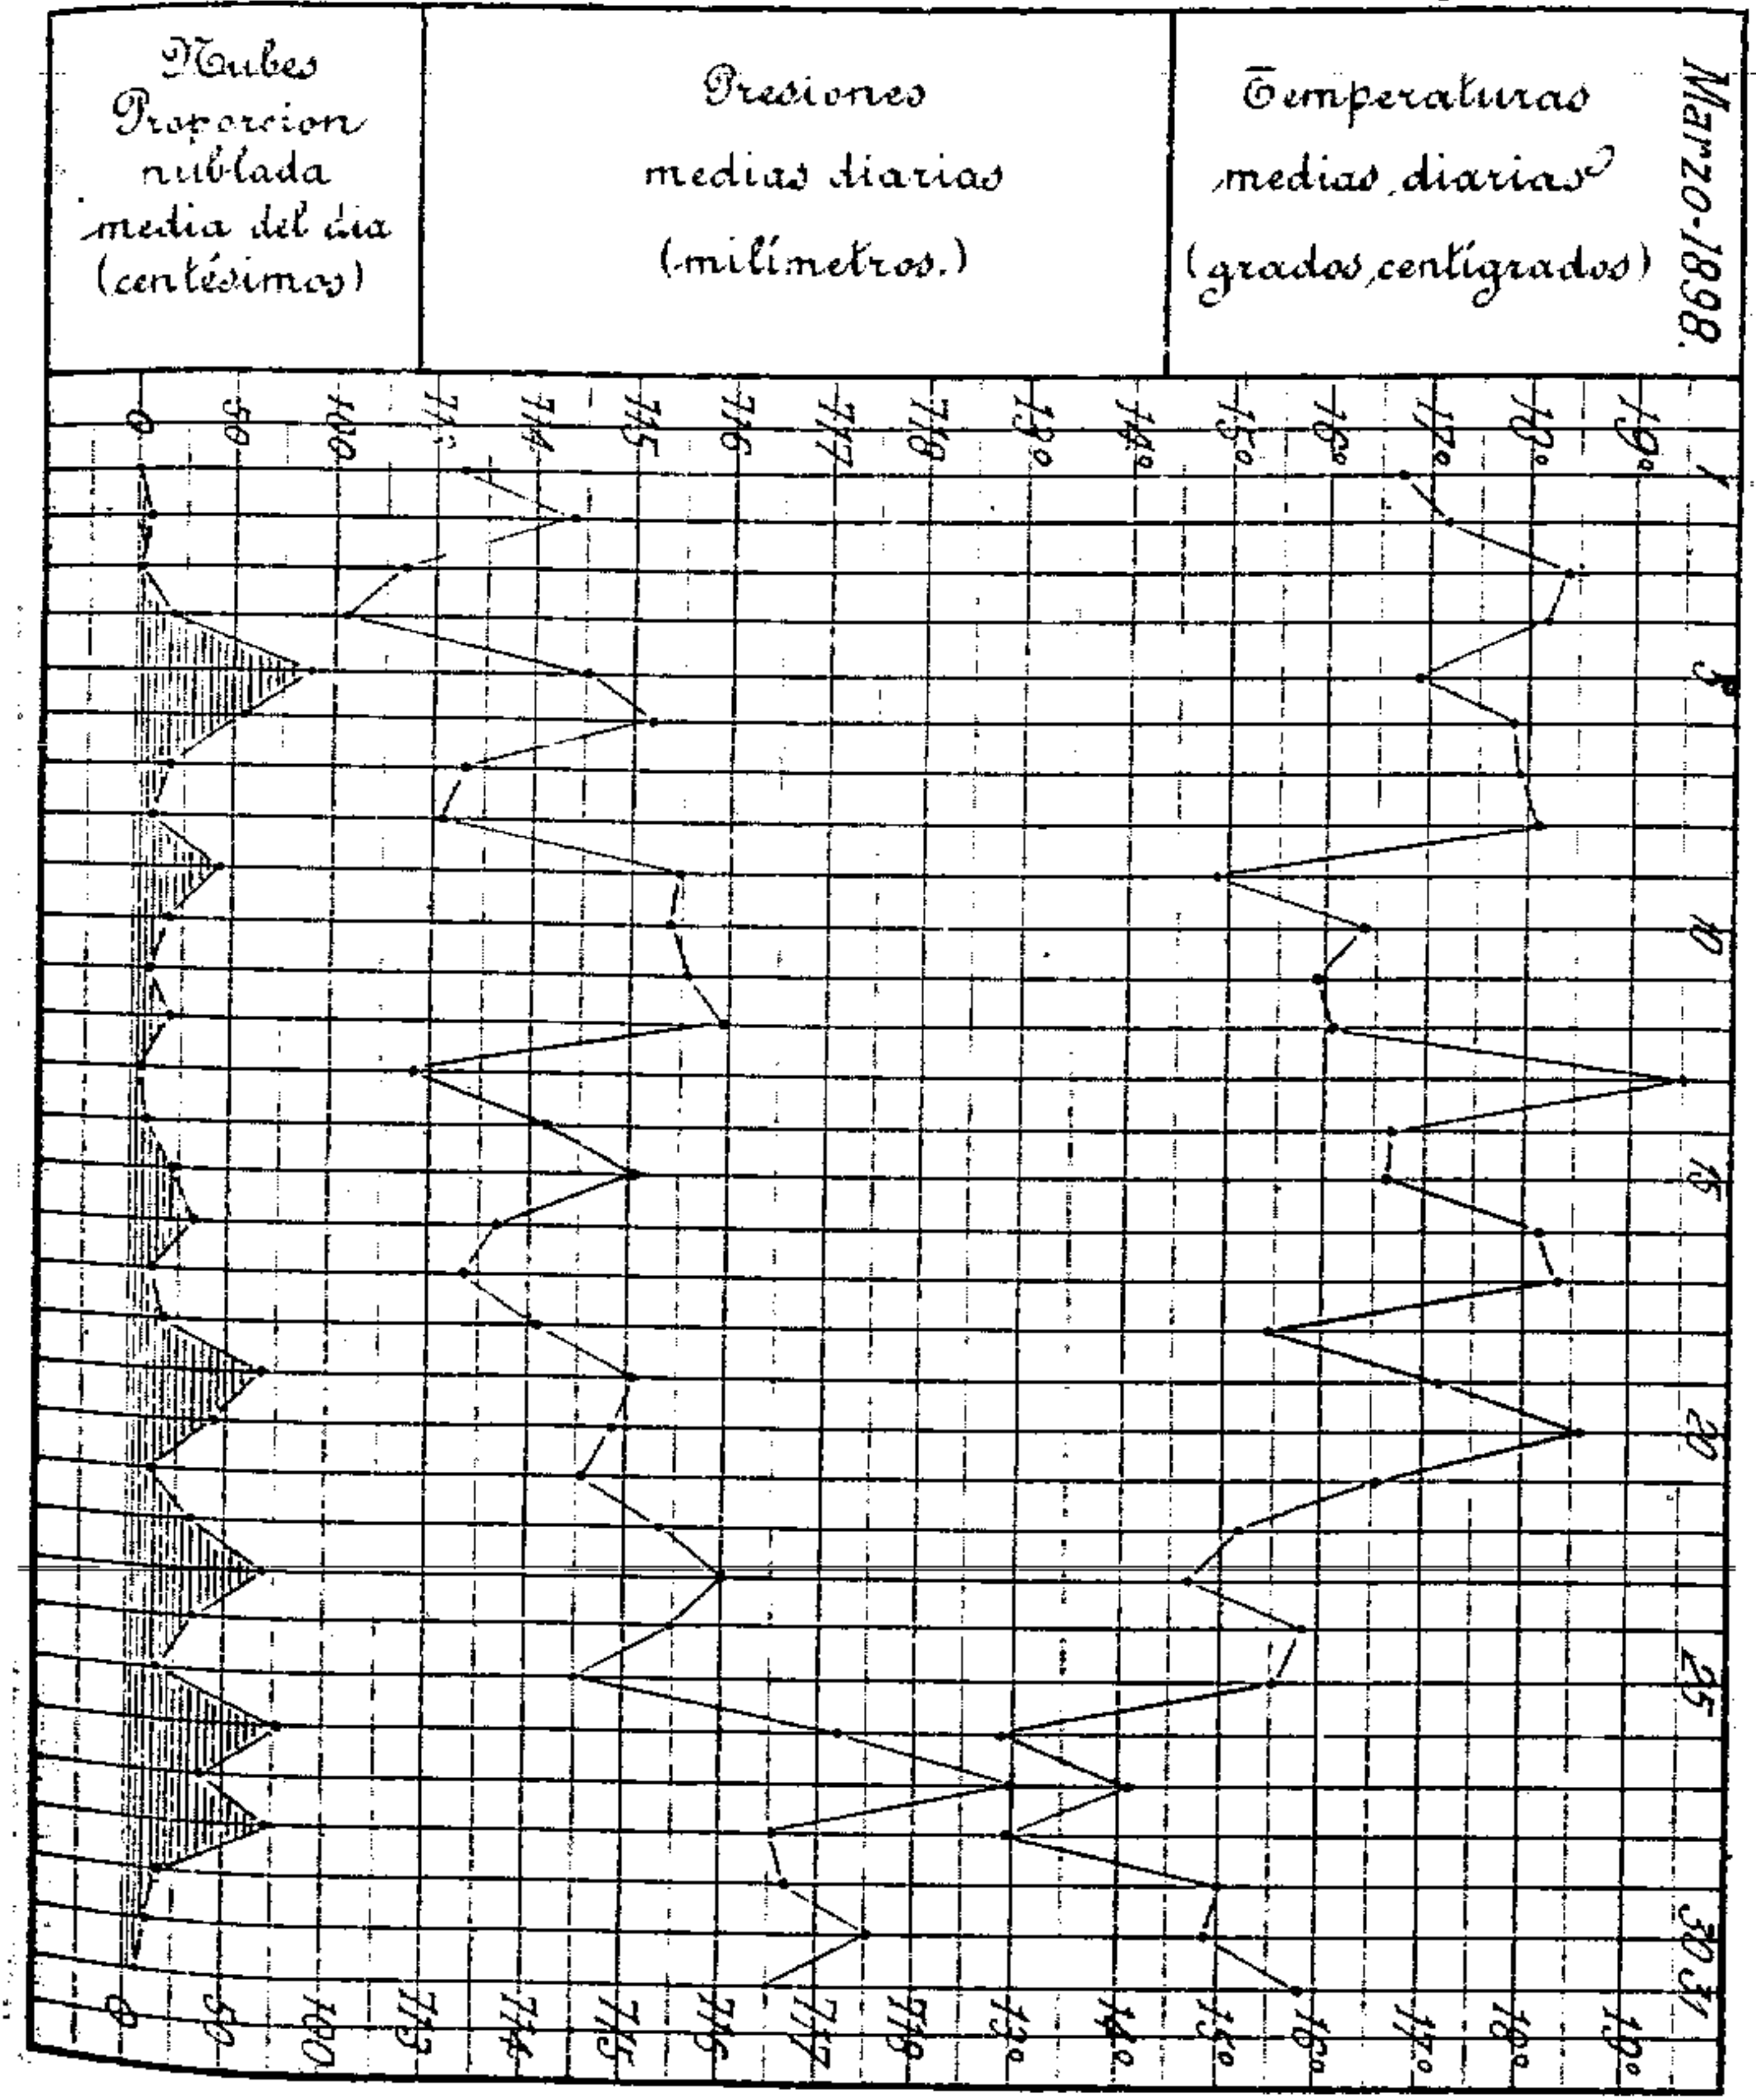 Marzo-1898.
Nubes
Proporcion
nublada
media del dia
(centésimos)
Presiones
medias diarias
(milímetros.)
Temperaturas
medias diarias
(grados centígrados)
0 50 100 713 714 715 716 717 718 13º 14º 15º 16º 17º 18º 19º
1
5
10
15
20
25
30 31
0 50 100 713 714 715 716 717 718 13º 14º 15º 16º 17º 18º 19º